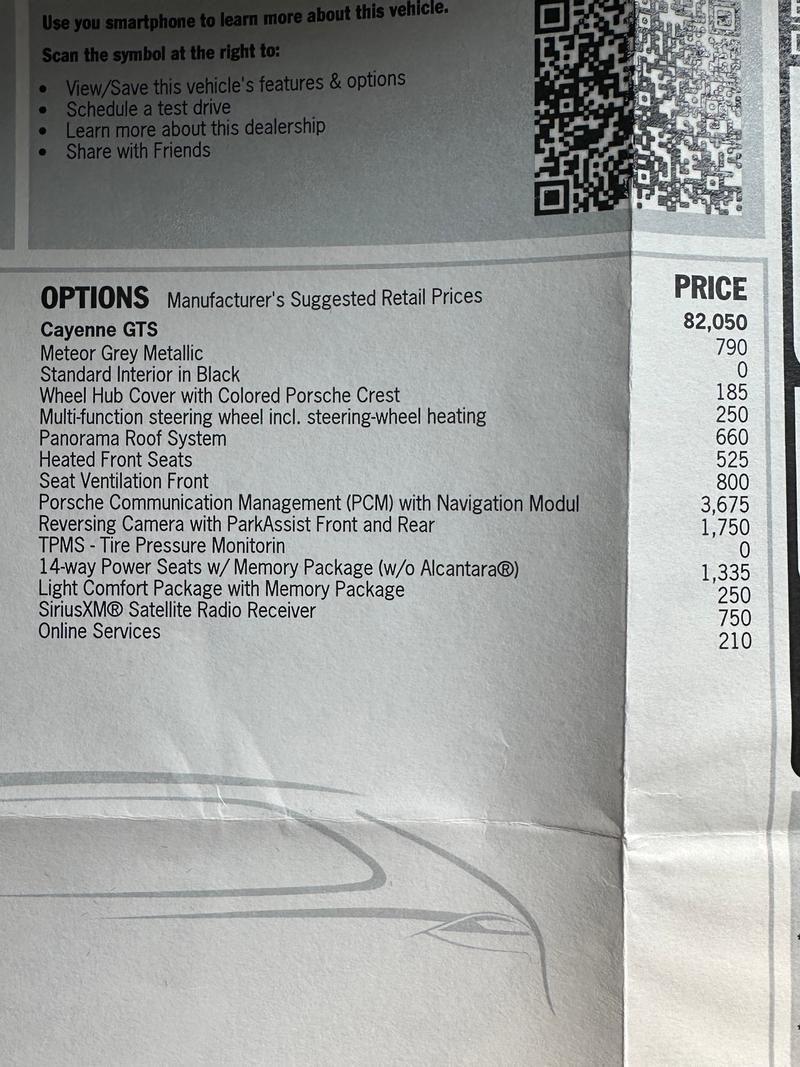 Use you smartphone to learn more about this vehicle.
Scan the symbol at the right to:
• View/Save this vehicle's features & options
• Schedule a test drive
• Learn more about this dealership
• Share with Friends
OPTIONS Manufacturer's Suggested Retail Prices PRICE
Cayenne GTS 82,050
Meteor Grey Metallic 790
Standard Interior in Black 0
Wheel Hub Cover with Colored Porsche Crest 185
Multi-function steering wheel incl. steering-wheel heating 250
Panorama Roof System 660
Heated Front Seats 525
Seat Ventilation Front 800
Porsche Communication Management (PCM) with Navigation Modul 3,675
Reversing Camera with ParkAssist Front and Rear 1,750
TPMS - Tire Pressure Monitorin 0
14-way Power Seats w/ Memory Package (w/o Alcantara®) 1,335
Light Comfort Package with Memory Package 250
SiriusXM® Satellite Radio Receiver 750
Online Services 210